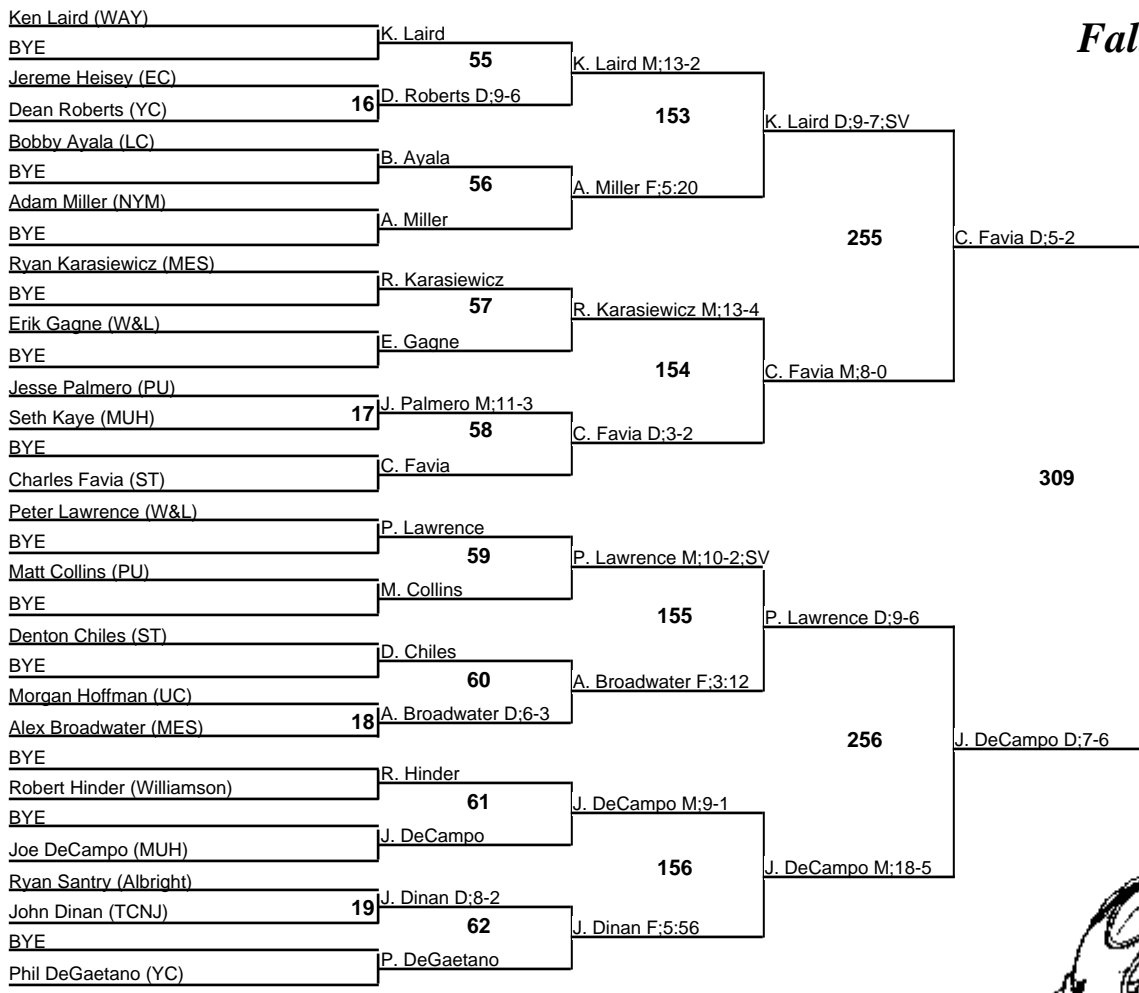 Ken Laird (WAY)
BYE
Jereme Heisey (EC)
Dean Roberts (YC)
Bobby Ayala (LC)
BYE
Adam Miller (NYM)
BYE
Ryan Karasiewicz (MES)
BYE
Erik Gagne (W&L)
BYE
Jesse Palmero (PU)
Seth Kaye (MUH)
BYE
Charles Favia (ST)
Peter Lawrence (W&L)
BYE
Matt Collins (PU)
BYE
Denton Chiles (ST)
BYE
Morgan Hoffman (UC)
Alex Broadwater (MES)
BYE
Robert Hinder (Williamson)
BYE
Joe DeCampo (MUH)
Ryan Santry (Albright)
John Dinan (TCNJ)
BYE
Phil DeGaetano (YC)
16
17
18
19
K. Laird
55
D. Roberts D;9-6
B. Ayala
56
A. Miller
R. Karasiewicz
57
E. Gagne
J. Palmero M;11-3
58
C. Favia
P. Lawrence
59
M. Collins
D. Chiles
60
A. Broadwater D;6-3
R. Hinder
61
J. DeCampo
J. Dinan D;8-2
62
P. DeGaetano
K. Laird M;13-2
153
A. Miller F;5:20
R. Karasiewicz M;13-4
154
C. Favia D;3-2
P. Lawrence M;10-2;SV
155
A. Broadwater F;3:12
J. DeCampo M;9-1
156
J. Dinan F;5:56
K. Laird D;9-7;SV
255
C. Favia M;8-0
P. Lawrence D;9-6
256
J. DeCampo M;18-5
C. Favia D;5-2
309
J. DeCampo D;7-6
Fal